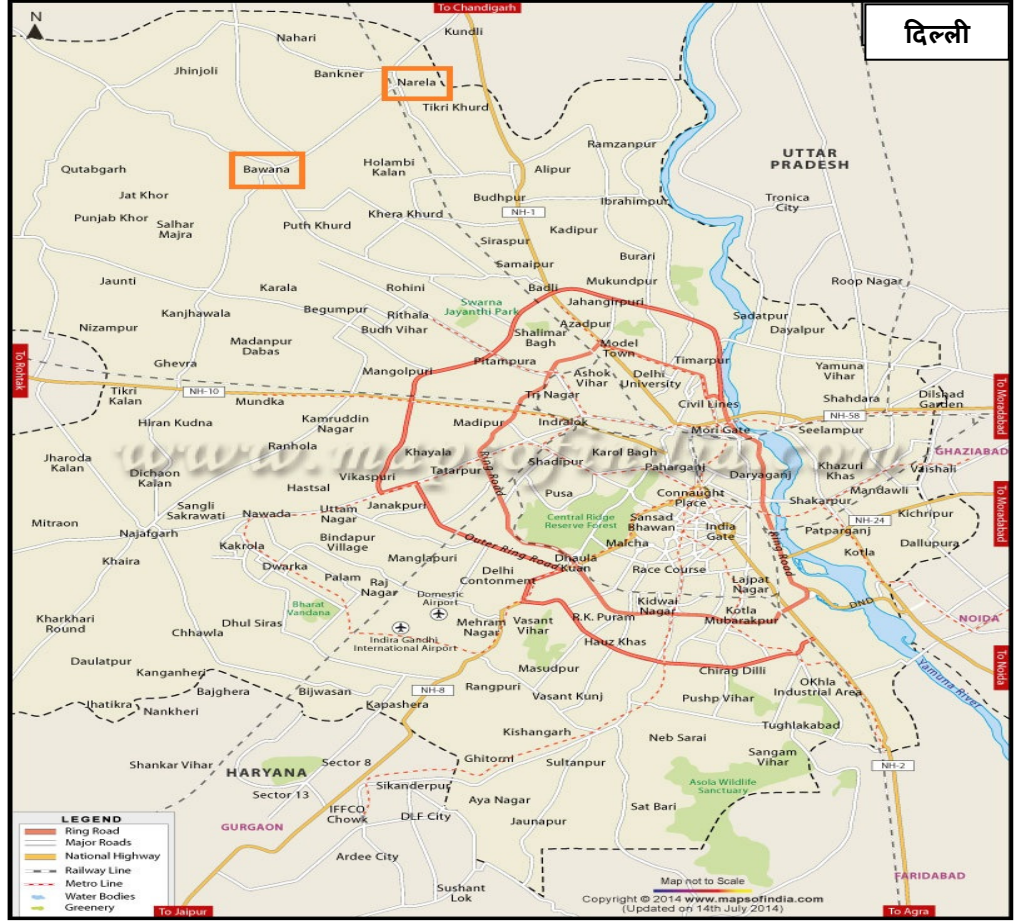 To Chandigarh
N
दिल्ली
Kundli
Nahari
Jhinjoli
Bankner
Narela
Tikri Khurd
Ramzanpur
UTTAR
PRADESH
Qutabgarh
Bawana
Holambi
Kalan
Alipur
Jat Khor
Budhpur
Ibrahimpur
Tronica
City
Punjab Khor
Salhar
Majra
Puth Khurd
Khera Khurd
NH-1
Kadipur
Siraspur
Samaipur
Burari
Jaunti
Karala
Rohini
Badli
Mukundpur
Roop Nagar
Kanjhawala
Begumpur
Rithala
Swarna
Jayanthi Park
Jahangirpuri
Sadatpur
Nizampur
Budh Vihar
Azadpur
Dayalpur
Madanpur
Dabas
Shalimar
Bagh
Model
Town
To Rohtak
Ghevra
Mangolpuri
Pitampura
Timarpur
Yamuna
Vihar
Ashok
Vihar
Delhi
University
To Moradabad
Tikri
Kalan
NH-10
Mundka
Tri Nagar
Civil Lines
Shahdara
Dilshad
Garden
NH-58
Hiran Kudna
Kamruddin
Nagar
Madipur
Indralok
Mori Gate
Seelampur
www.mapsofindia.com
Ranhola
Khayala
Karol Bagh
GHAZIABAD
Jharoda
Kalan
Dichaon
Kalan
Vikaspuri
Tatarpur
Ring Road
Shadipur
Paharganj
Daryaganj
Khazuri
Khas
Vaishali
Hastsal
Pusa
Connaught
Place
Mandawli
Shakarpur
To Moradabad
Sangli
Sakrawati
Nawada
Uttam
Nagar
Janakpuri
Central Ridge
Reserve Forest
Sansad
Bhawan
India
Gate
NH-24
Kichripur
Mitraon
Najafgarh
Bindapur
Village
Outer Ring Road
Malcha
Ring Road
Patparganj
Kotla
Dallupura
Kakrola
Manglapuri
Dhaula
Kuan
Khaira
Dwarka
Palam
Raj
Nagar
Delhi
Contonment
Race Course
Lajpat
Nagar
Domestic
Airport
Kidwai
Nagar
DND
Bharat
Vandana
Kotla
Mubarakpur
NOIDA
Kharkhari
Round
Chhawla
Dhul Siras
Indira Gandhi
International Airport
Mehram
Nagar
Vasant
Vihar
R.K. Puram
Hauz Khas
Daulatpur
Kanganheri
Masudpur
Chirag Dilli
To Noida
Yamuna River
Bajghera
Bijwasan
NH-8
Rangpuri
Vasant Kunj
Pushp Vihar
OKhla
Industrial Area
Jhatikra
Nankheri
Kapashera
Tughlakabad
Kishangarh
Neb Sarai
Shankar Vihar
HARYANA
Sector 8
Ghitorni
Sultanpur
Sangam
Vihar
NH-2
Sector 13
Sikanderpur
Asola Wildlife
Sanctuary
IFFCO
Chowk
DLF City
Aya Nagar
Sat Bari
LEGEND
Ring Road
Major Roads
National Highway
Railway Line
Metro Line
Water Bodies
Greenery
GURGAON
Jaunapur
Ardee City
FARIDABAD
Sushant
Lok
Map not to Scale
Copyright © 2014 www.mapsofindia.com
(Updated on 14th July 2014)
To Jaipur
To Agra